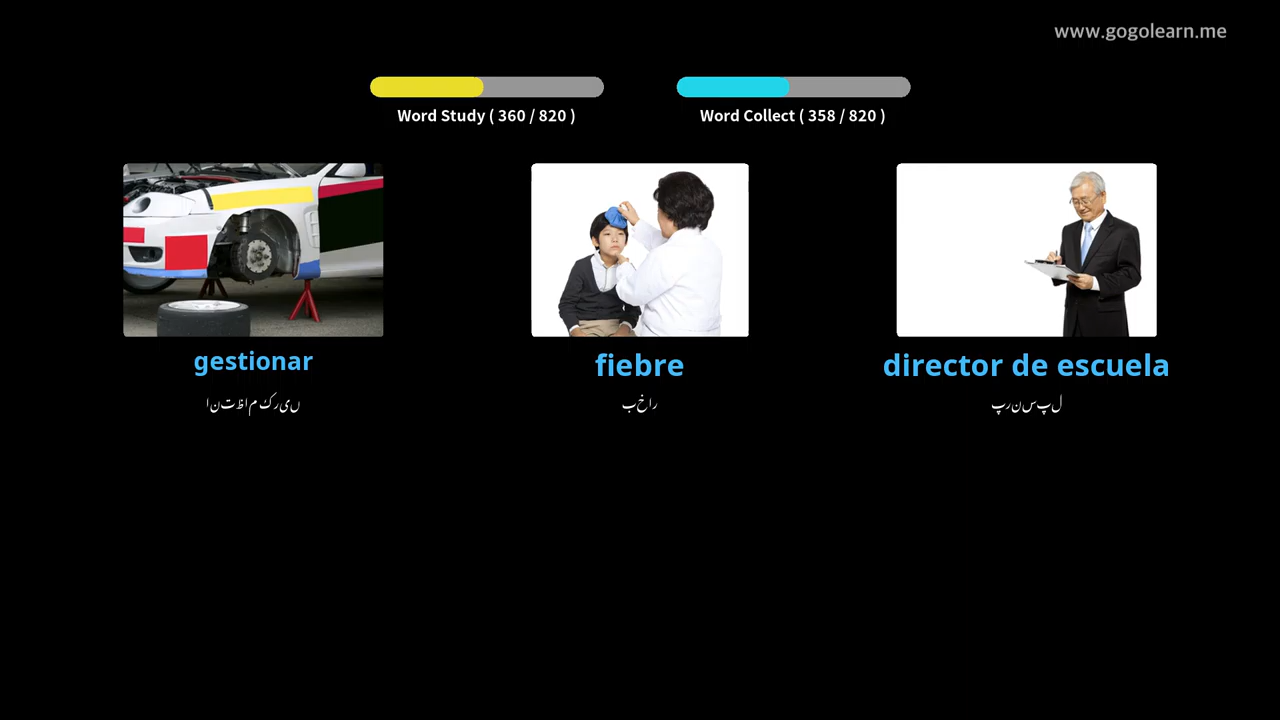 www.gogolearn.me
Word Study ( 360 / 820 )
Word Collect ( 358 / 820 )
gestionar
انتظام کریں
fiebre
بخار
director de escuela
پرنسپل